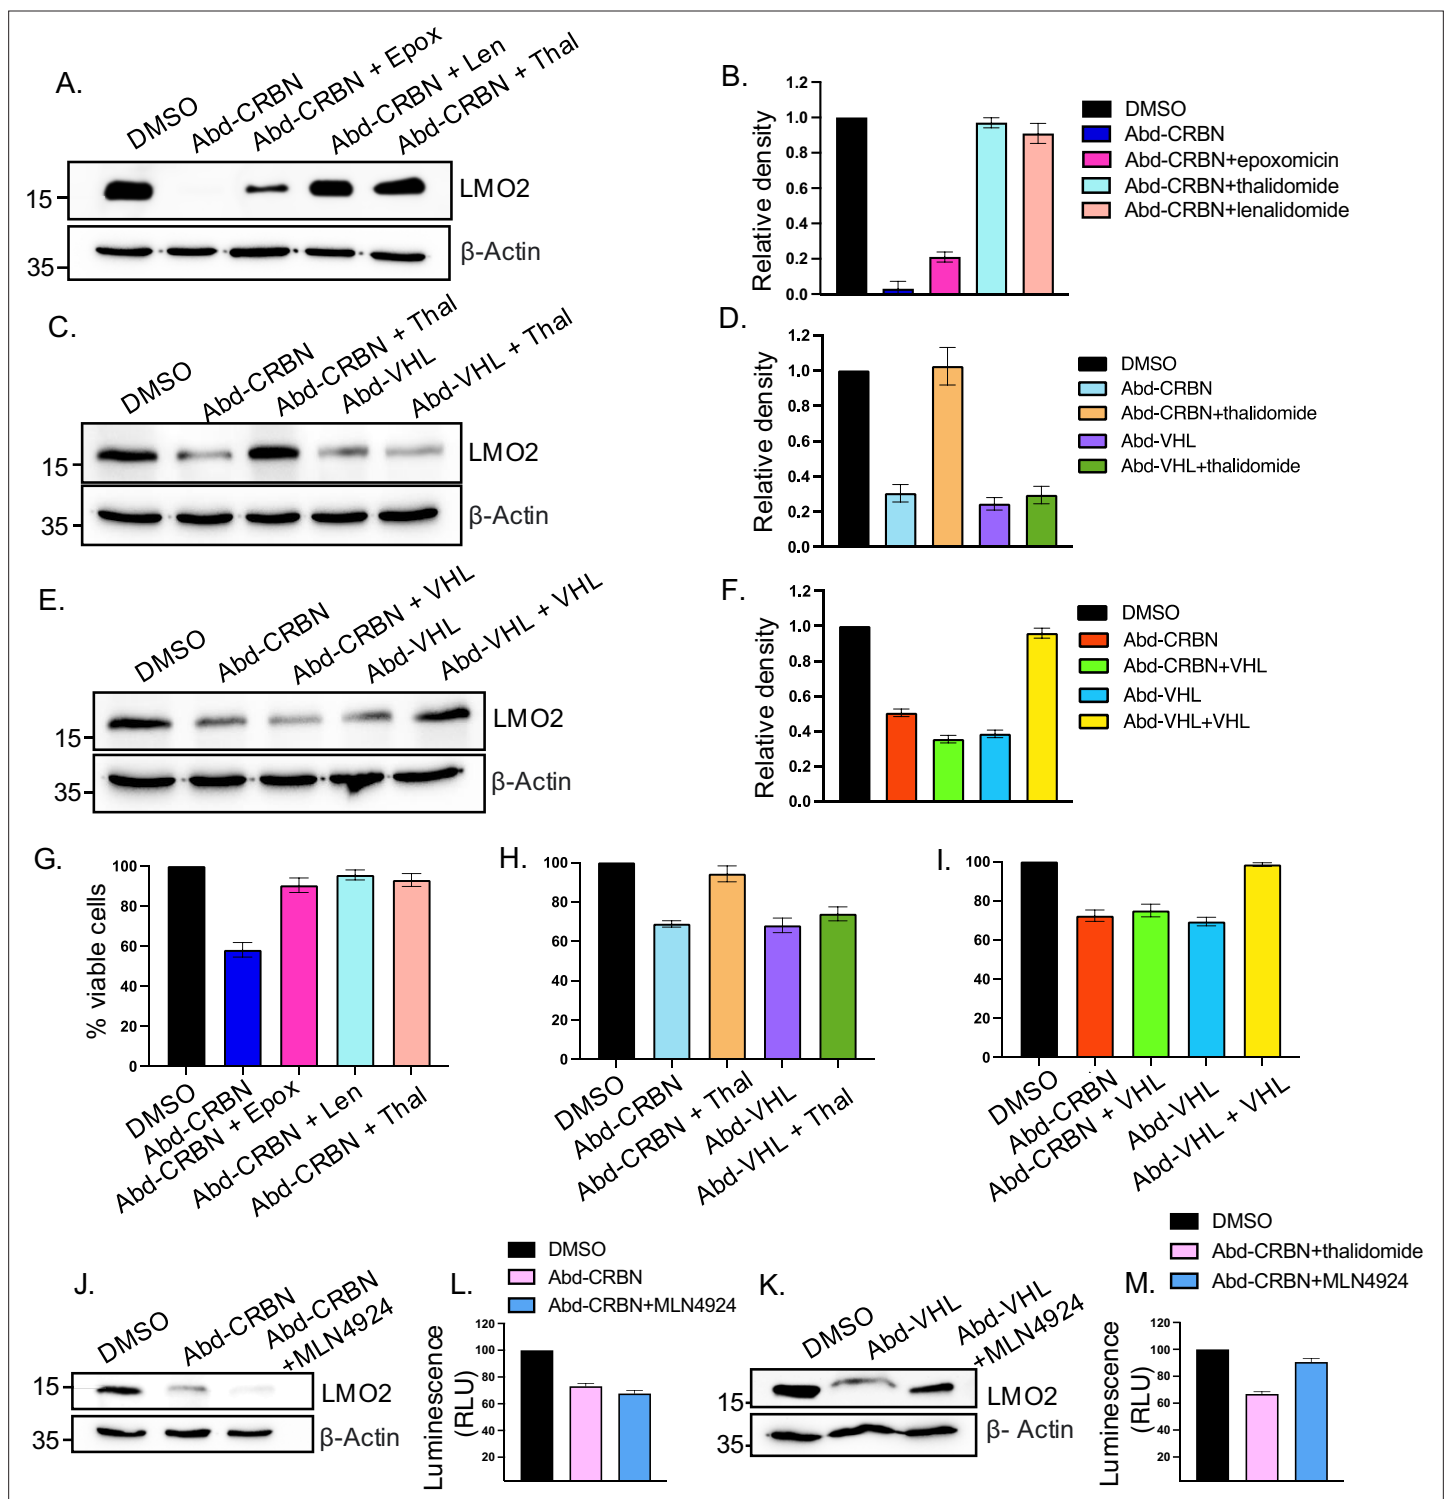 A.
DMSO
Abd-CRBN
Abd-CRBN + Epox
Abd-CRBN + Len
Abd-CRBN + Thal
15
LMO2
35
β-Actin
B.
Relative density
1.2
1.0
0.8
0.6
0.4
0.2
0.0
DMSO
Abd-CRBN
Abd-CRBN+epoxomicin
Abd-CRBN+thalidomide
Abd-CRBN+lenalidomide
C.
DMSO
Abd-CRBN
Abd-CRBN + Thal
Abd-VHL
Abd-VHL + Thal
15
LMO2
35
β-Actin
D.
Relative density
1.2
1.0
0.8
0.6
0.4
0.2
0.0
DMSO
Abd-CRBN
Abd-CRBN+thalidomide
Abd-VHL
Abd-VHL+thalidomide
E.
DMSO
Abd-CRBN
Abd-CRBN + VHL
Abd-VHL
Abd-VHL + VHL
15
LMO2
35
β-Actin
F.
Relative density
1.2
1.0
0.8
0.6
0.4
0.2
0.0
DMSO
Abd-CRBN
Abd-CRBN+VHL
Abd-VHL
Abd-VHL+VHL
G.
% viable cells
100
80
60
40
20
0
DMSO
Abd-CRBN
Abd-CRBN + Epox
Abd-CRBN + Len
Abd-CRBN + Thal
H.
100
80
60
40
20
0
DMSO
Abd-CRBN
Abd-CRBN + Thal
Abd-VHL
Abd-VHL + Thal
I.
100
80
60
40
20
0
DMSO
Abd-CRBN
Abd-CRBN + VHL
Abd-VHL
Abd-VHL + VHL
J.
DMSO
Abd-CRBN
Abd-CRBN
+MLN4924
15
LMO2
35
β-Actin
L.
DMSO
Abd-CRBN
Abd-CRBN+MLN4924
Luminescence
(RLU)
120
100
80
60
40
20
K.
DMSO
Abd-VHL
Abd-VHL
+MLN4924
15
LMO2
35
β- Actin
M.
DMSO
Abd-CRBN+thalidomide
Abd-CRBN+MLN4924
Luminescence
(RLU)
120
100
80
60
40
20